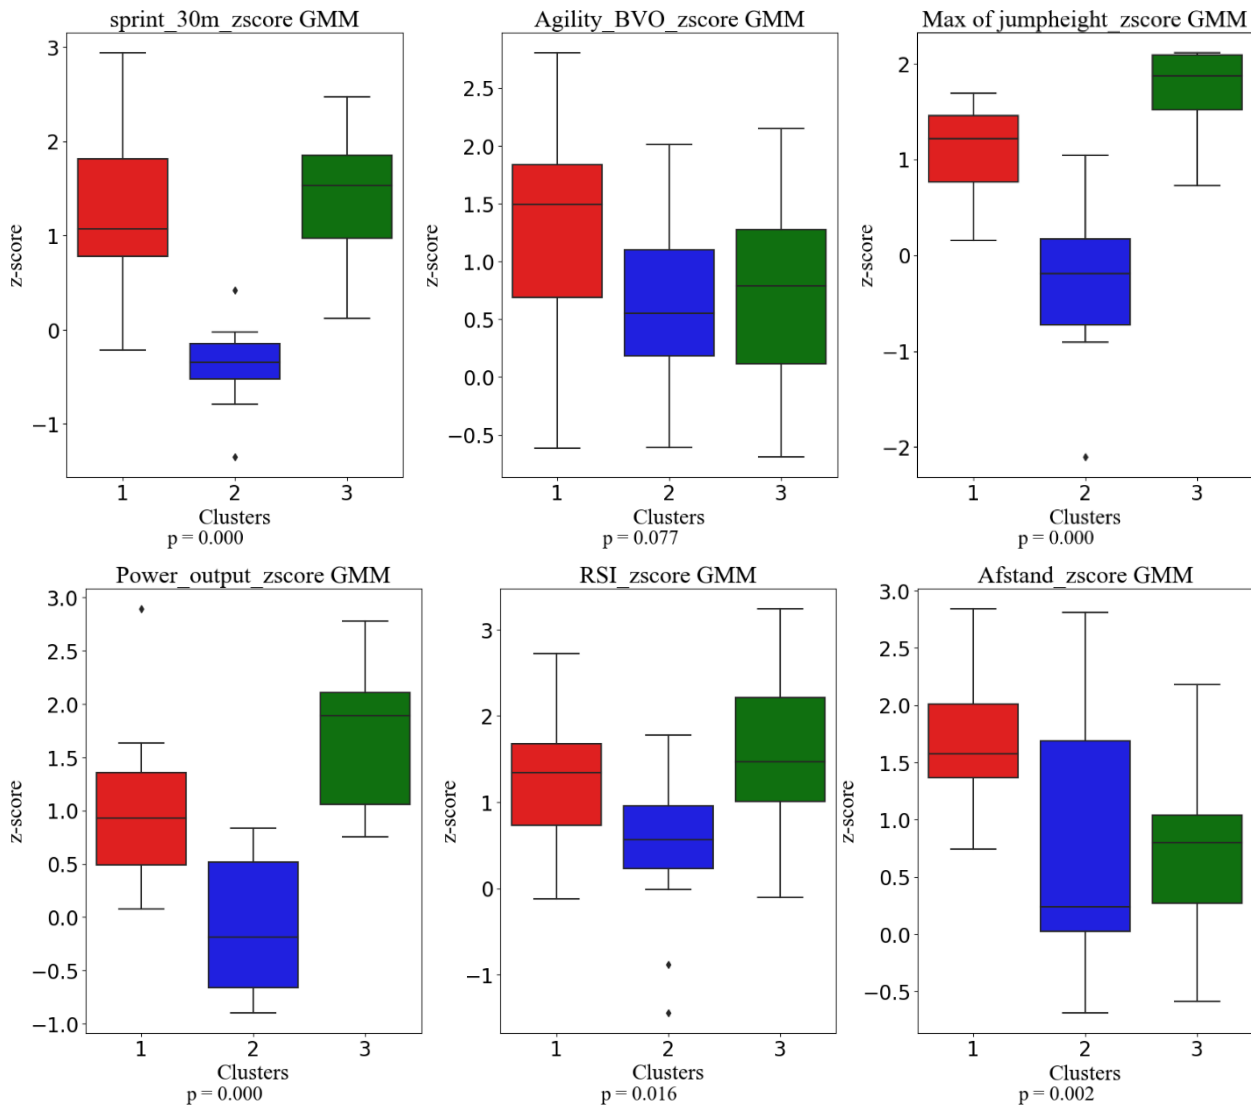 sprint_30m_zscore GMM
z-score
3
2
1
0
−1
1 2 3
Clusters
p = 0.000
Agility_BVO_zscore GMM
z-score
2.5
2.0
1.5
1.0
0.5
0.0
−0.5
1 2 3
Clusters
p = 0.077
Max of jumpheight_zscore GMM
z-score
2
1
0
−1
−2
1 2 3
Clusters
p = 0.000
Power_output_zscore GMM
z-score
3.0
2.5
2.0
1.5
1.0
0.5
0.0
−0.5
−1.0
1 2 3
Clusters
p = 0.000
RSI_zscore GMM
z-score
3
2
1
0
−1
1 2 3
Clusters
p = 0.016
Afstand_zscore GMM
z-score
3.0
2.5
2.0
1.5
1.0
0.5
0.0
−0.5
1 2 3
Clusters
p = 0.002